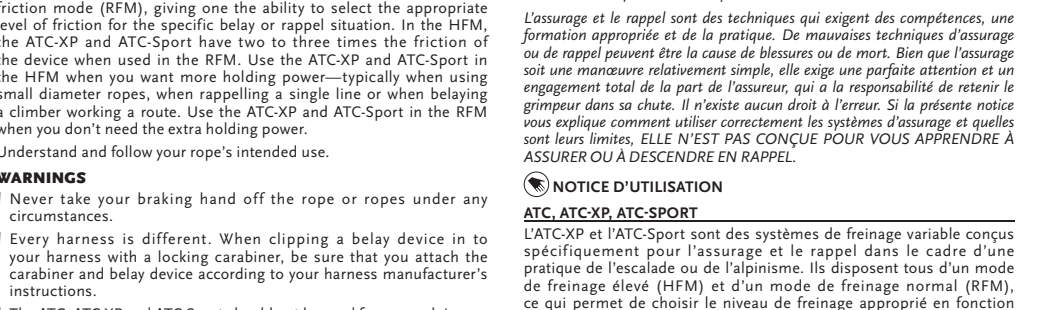 friction mode (RFM), giving one the ability to select the appropriate
level of friction for the specific belay or rappel situation. In the HFM,
the ATC-XP and ATC-Sport have two to three times the friction of
the device when used in the RFM. Use the ATC-XP and ATC-Sport in
the HFM when you want more holding power—typically when using
small diameter ropes, when rappelling a single line or when belaying
a climber working a route. Use the ATC-XP and ATC-Sport in the RFM
when you don't need the extra holding power.
Understand and follow your rope's intended use.
WARNINGS
Never take your braking hand off the rope or ropes under any
circumstances.
Every harness is different. When clipping a belay device in to
your harness with a locking carabiner, be sure that you attach the
carabiner and belay device according to your harness manufacturer's
instructions.
L'assurage et le rappel sont des techniques qui exigent des compétences, une
formation appropriée et de la pratique. De mauvaises techniques d'assurage
ou de rappel peuvent être la cause de blessures ou de mort. Bien que l'assurage
soit une manœuvre relativement simple, elle exige une parfaite attention et un
engagement total de la part de l'assureur, qui a la responsabilité de retenir le
grimpeur dans sa chute. Il n'existe aucun droit à l'erreur. Si la présente notice
vous explique comment utiliser correctement les systèmes d'assurage et quelles
sont leurs limites, ELLE N'EST PAS CONÇUE POUR VOUS APPRENDRE À
ASSURER OU À DESCENDRE EN RAPPEL.
NOTICE D'UTILISATION
ATC, ATC-XP, ATC-SPORT
L'ATC-XP et l'ATC-Sport sont des systèmes de freinage variable conçus
spécifiquement pour l'assurage et le rappel dans le cadre d'une
pratique de l'escalade ou de l'alpinisme. Ils disposent tous d'un mode
de freinage élevé (HFM) et d'un mode de freinage normal (RFM),
ce qui permet de choisir le niveau de freinage approprié en fonction